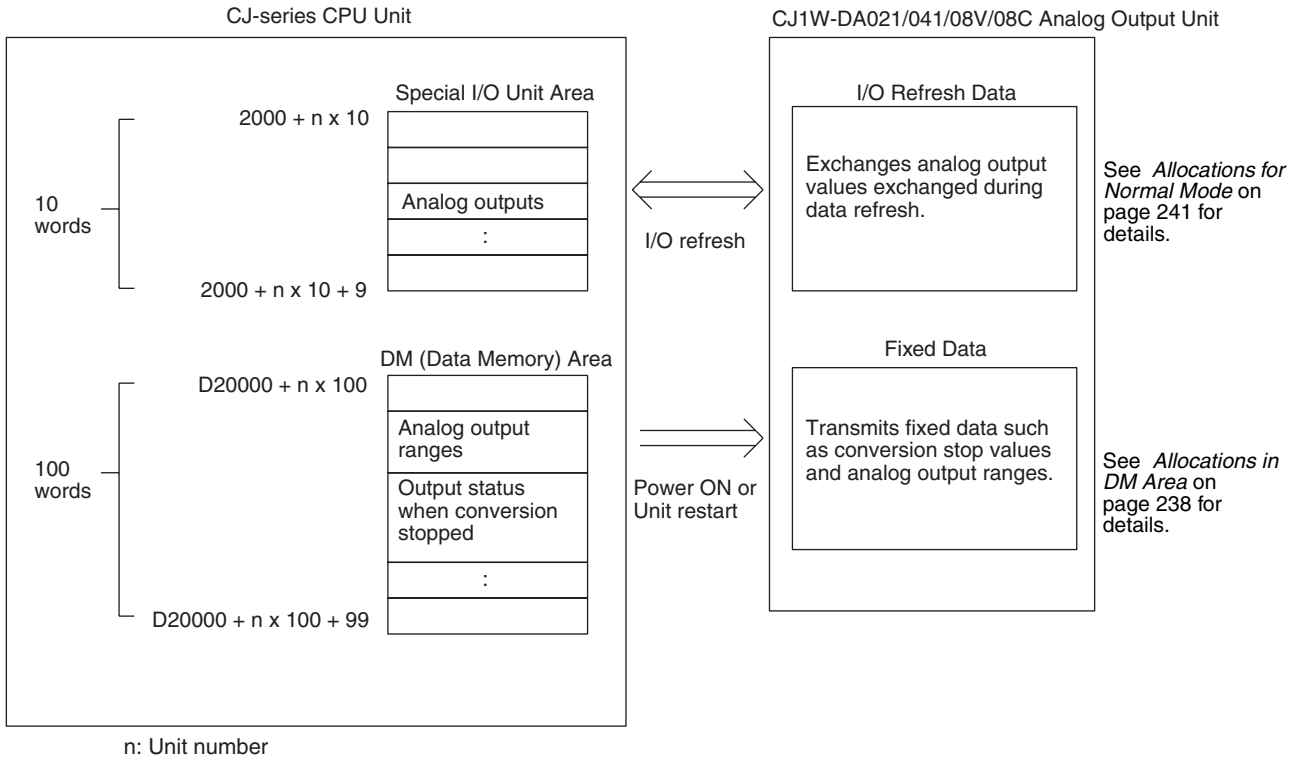 CJ-series CPU Unit
CJ1W-DA021/041/08V/08C Analog Output Unit
Special I/O Unit Area
2000 + n x 10
10
words
Analog outputs
:
2000 + n x 10 + 9
I/O refresh
I/O Refresh Data
Exchanges analog output
values exchanged during
data refresh.
See Allocations for
Normal Mode on
page 241 for
details.
DM (Data Memory) Area
D20000 + n x 100
100
words
Analog output
ranges
Output status
when conversion
stopped
:
D20000 + n x 100 + 99
Power ON or
Unit restart
Fixed Data
Transmits fixed data such
as conversion stop values
and analog output ranges.
See Allocations in
DM Area on
page 238 for
details.
n: Unit number